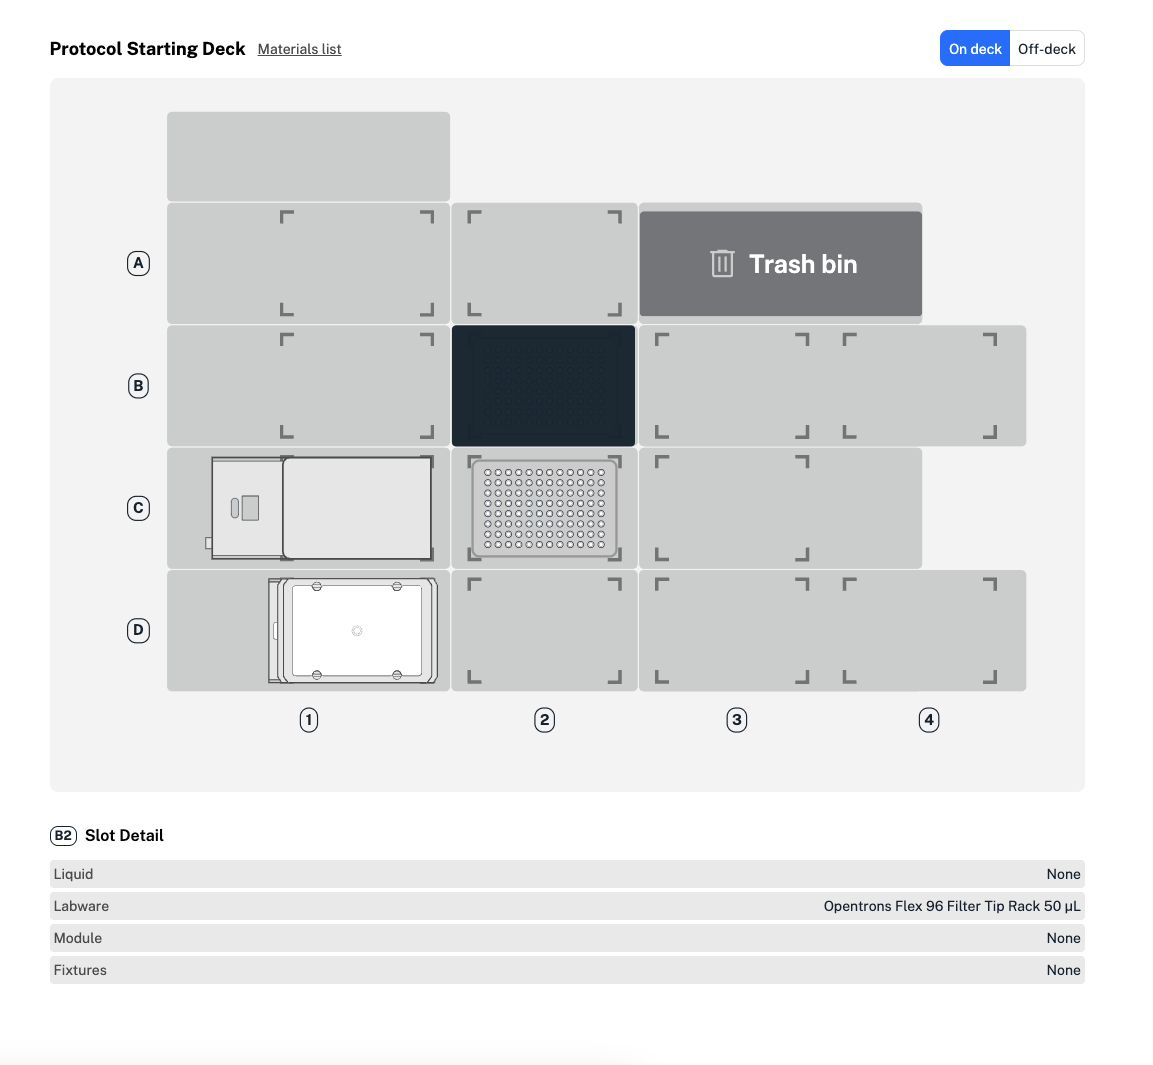 Protocol Starting Deck Materials list
On deck Off-deck
A
Trash bin
B
C
D
1 2 3 4
B2 Slot Detail
Liquid None
Labware Opentrons Flex 96 Filter Tip Rack 50 µL
Module None
Fixtures None